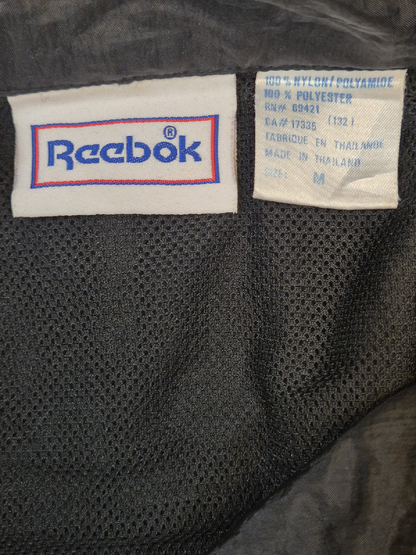 Reebok®
100% NYLON/POLYAMIDE
100% POLYESTER
RN# 69421
CA# 17335 (132)
FABRIQUE EN THAILANDE
MADE IN THAILAND
SIZE: M